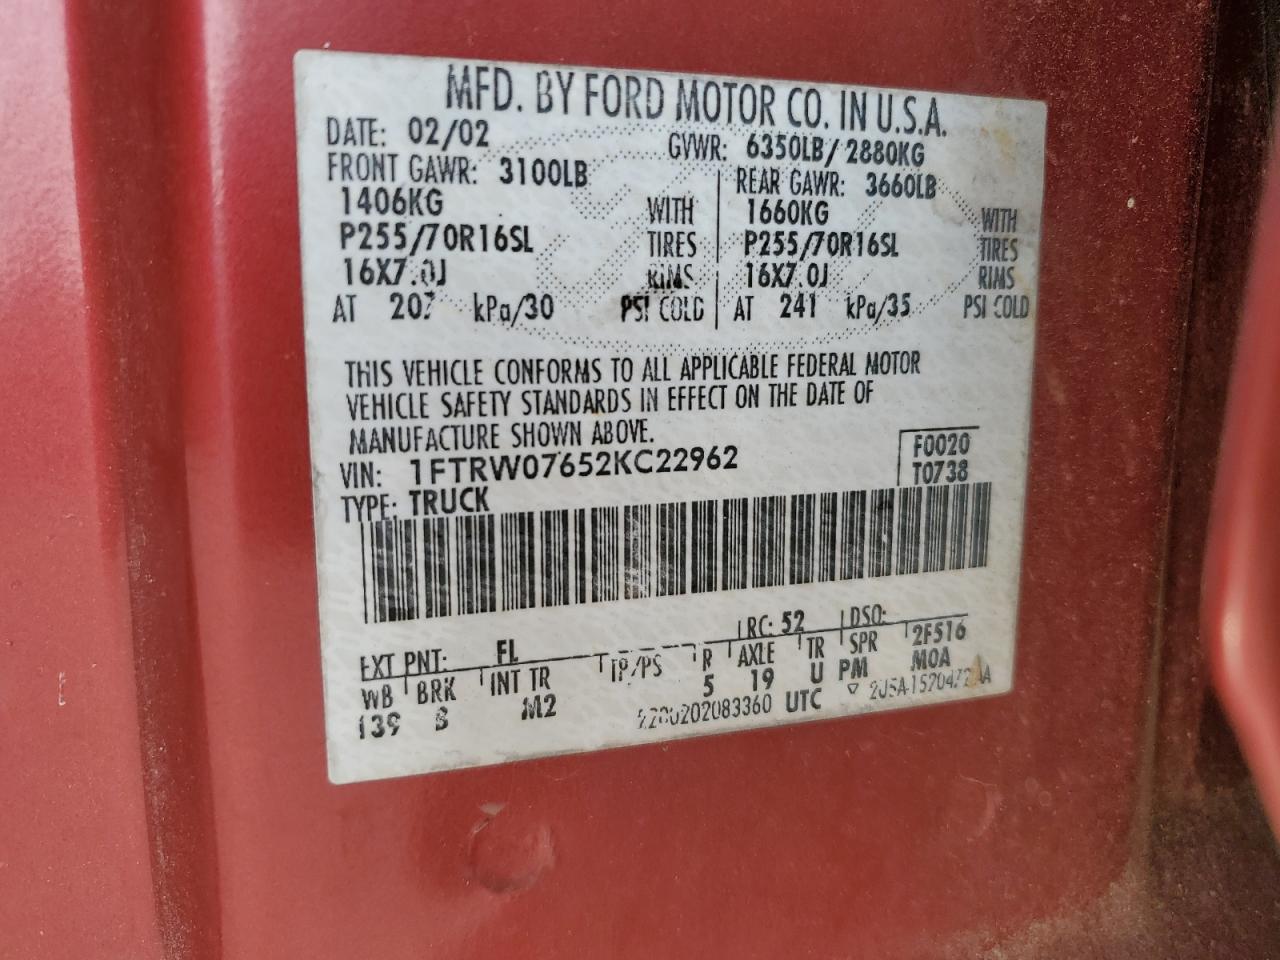 MFD. BY FORD MOTOR CO. IN U.S.A.
DATE: 02/02 GVWR: 6350LB/2880KG
FRONT GAWR: 3100LB REAR GAWR: 3660LB
1406KG WITH 1660KG WITH
P255/70R16SL TIRES P255/70R16SL TIRES
16X7.0J RIMS 16X7.0J RIMS
AT 207 kPa/30 PSI COLD AT 241 kPa/35 PSI COLD
THIS VEHICLE CONFORMS TO ALL APPLICABLE FEDERAL MOTOR
VEHICLE SAFETY STANDARDS IN EFFECT ON THE DATE OF
MANUFACTURE SHOWN ABOVE.
VIN: 1FTRW07652KC22962 F0020
TYPE: TRUCK T0738
EXT PNT: FL RC: 52 DSO:
WB BRK INT TR TP/PS R AXLE TR SPR 2F516
139 B M2 5 19 U PM M0A
UTC